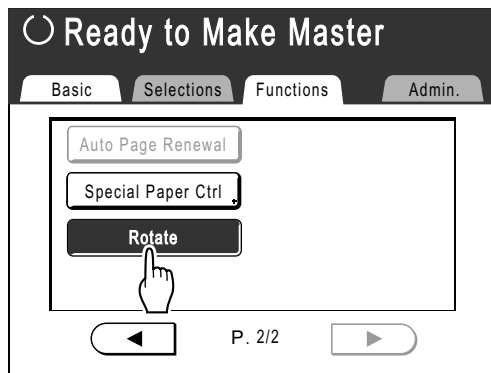 Ready to Make Master
Basic Selections Functions Admin.
Auto Page Renewal
Special Paper Ctrl
Rotate
P. 2/2